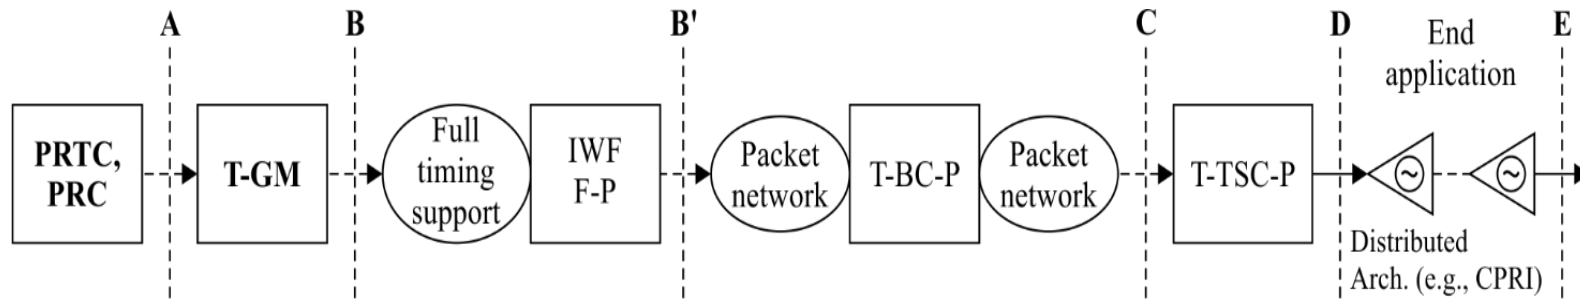 A
B
B'
C
D
E
End
application
PRTC,
PRC
T-GM
Full
timing
support
IWF
F-P
Packet
network
T-BC-P
Packet
network
T-TSC-P
Distributed
Arch. (e.g., CPRI)